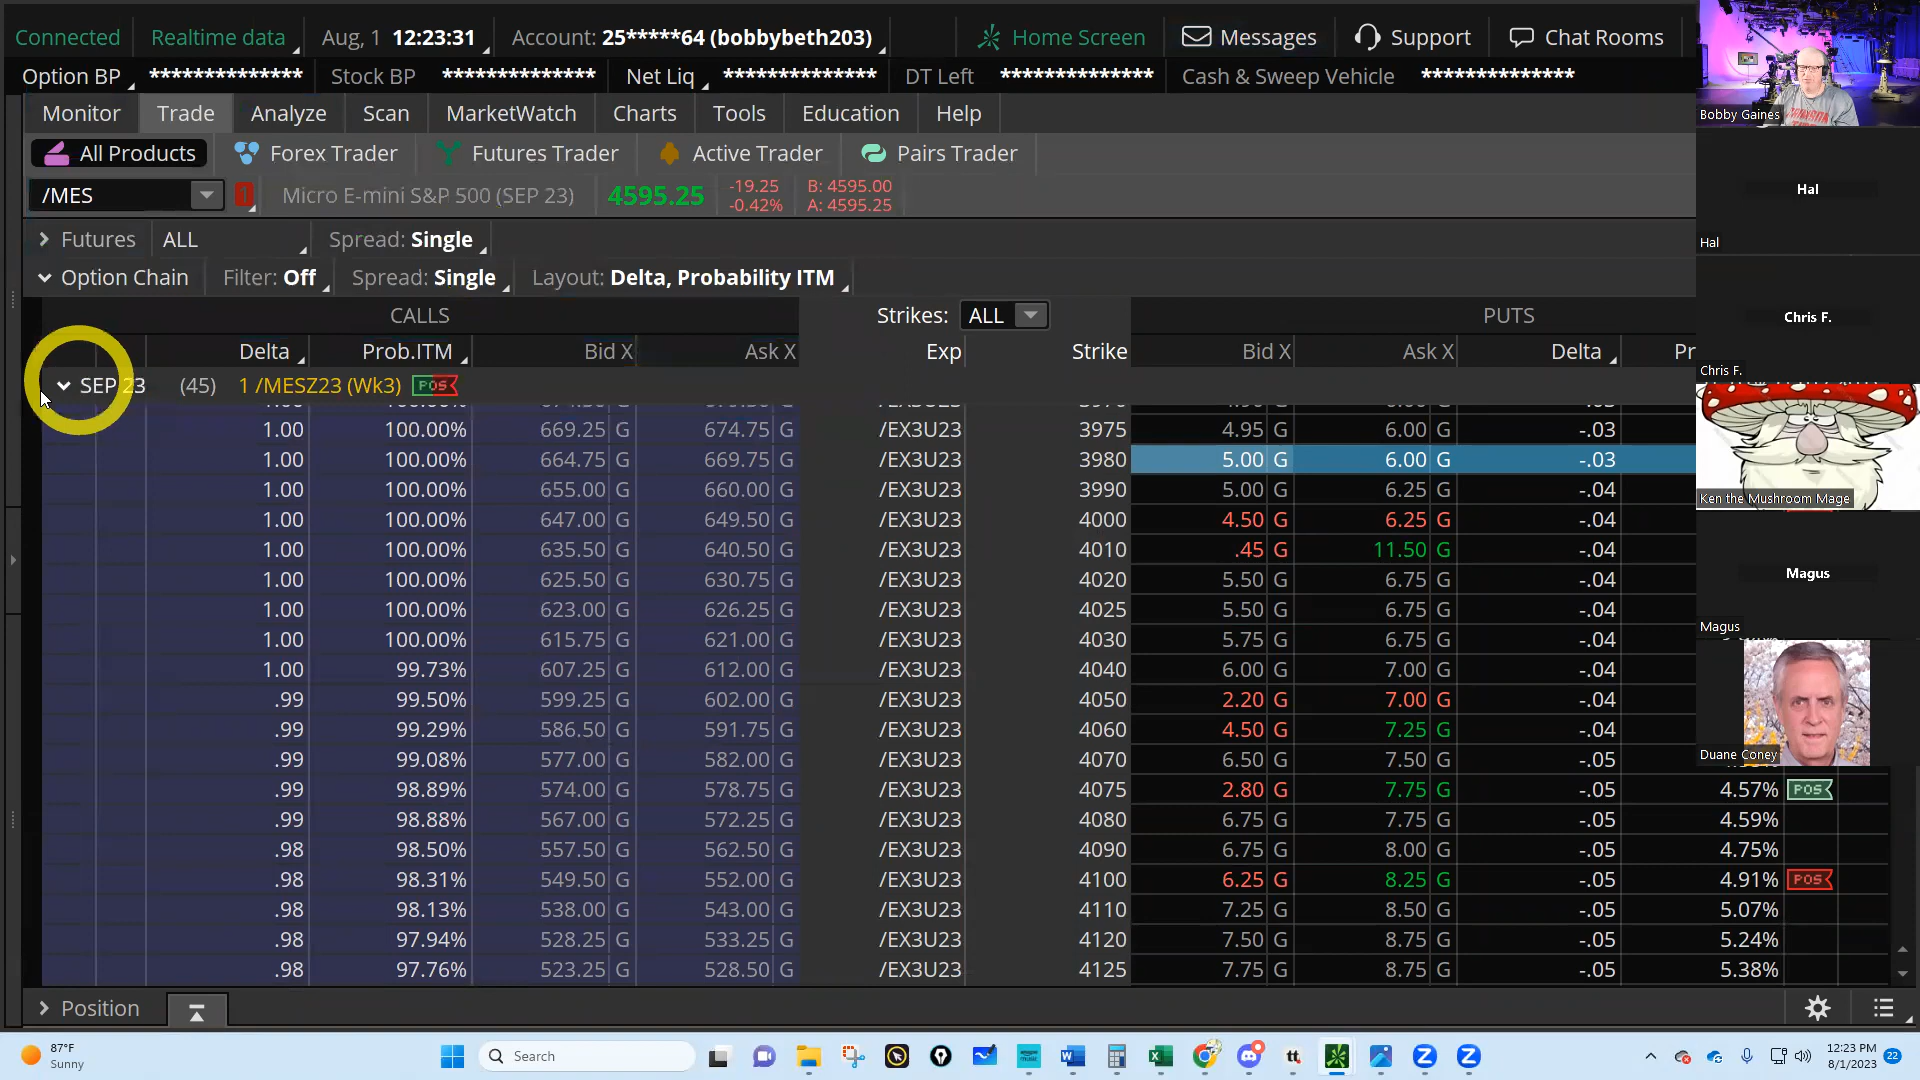 Connected Realtime data Aug, 1 12:23:31 Account: 25*****64 (bobbybeth203) Home Screen Messages Support Chat Rooms
Option BP ************** Stock BP ************** Net Liq ************** DT Left ************** Cash & Sweep Vehicle **************
Monitor Trade Analyze Scan MarketWatch Charts Tools Education Help
All Products Forex Trader Futures Trader Active Trader Pairs Trader
/MES 1 Micro E-mini S&P 500 (SEP 23) 4595.25 -19.25 B: 4595.00
-0.42% A: 4595.25
Futures ALL Spread: Single
Option Chain Filter: Off Spread: Single Layout: Delta, Probability ITM
CALLS Strikes: ALL PUTS
Delta Prob.ITM Bid X Ask X Exp Strike Bid X Ask X Delta Pr
SEP 23 (45) 1 /MESZ23 (Wk3) POS
1.00 100.00% 669.25 G 674.75 G /EX3U23 3975 4.95 G 6.00 G -.03
1.00 100.00% 664.75 G 669.75 G /EX3U23 3980 5.00 G 6.00 G -.03
1.00 100.00% 655.00 G 660.00 G /EX3U23 3990 5.00 G 6.25 G -.04
1.00 100.00% 647.00 G 649.50 G /EX3U23 4000 4.50 G 6.25 G -.04
1.00 100.00% 635.50 G 640.50 G /EX3U23 4010 .45 G 11.50 G -.04
1.00 100.00% 625.50 G 630.75 G /EX3U23 4020 5.50 G 6.75 G -.04
1.00 100.00% 623.00 G 626.25 G /EX3U23 4025 5.50 G 6.75 G -.04
1.00 100.00% 615.75 G 621.00 G /EX3U23 4030 5.75 G 6.75 G -.04
1.00 99.73% 607.25 G 612.00 G /EX3U23 4040 6.00 G 7.00 G -.04
.99 99.50% 599.25 G 602.00 G /EX3U23 4050 2.20 G 7.00 G -.04
.99 99.29% 586.50 G 591.75 G /EX3U23 4060 4.50 G 7.25 G -.04
.99 99.08% 577.00 G 582.00 G /EX3U23 4070 6.50 G 7.50 G -.05
.99 98.89% 574.00 G 578.75 G /EX3U23 4075 2.80 G 7.75 G -.05 4.57% POS
.99 98.88% 567.00 G 572.25 G /EX3U23 4080 6.75 G 7.75 G -.05 4.59%
.98 98.50% 557.50 G 562.50 G /EX3U23 4090 6.75 G 8.00 G -.05 4.75%
.98 98.31% 549.50 G 552.00 G /EX3U23 4100 6.25 G 8.25 G -.05 4.91% POS
.98 98.13% 538.00 G 543.00 G /EX3U23 4110 7.25 G 8.50 G -.05 5.07%
.98 97.94% 528.25 G 533.25 G /EX3U23 4120 7.50 G 8.75 G -.05 5.24%
.98 97.76% 523.25 G 528.50 G /EX3U23 4125 7.75 G 8.75 G -.05 5.38%
Position
Bobby Gaines
Hal
Hal
Chris F.
Chris F.
Ken the Mushroom Mage
Magus
Magus
Duane Coney
87°F
Sunny
Search
tt
12:23 PM
8/1/2023
22